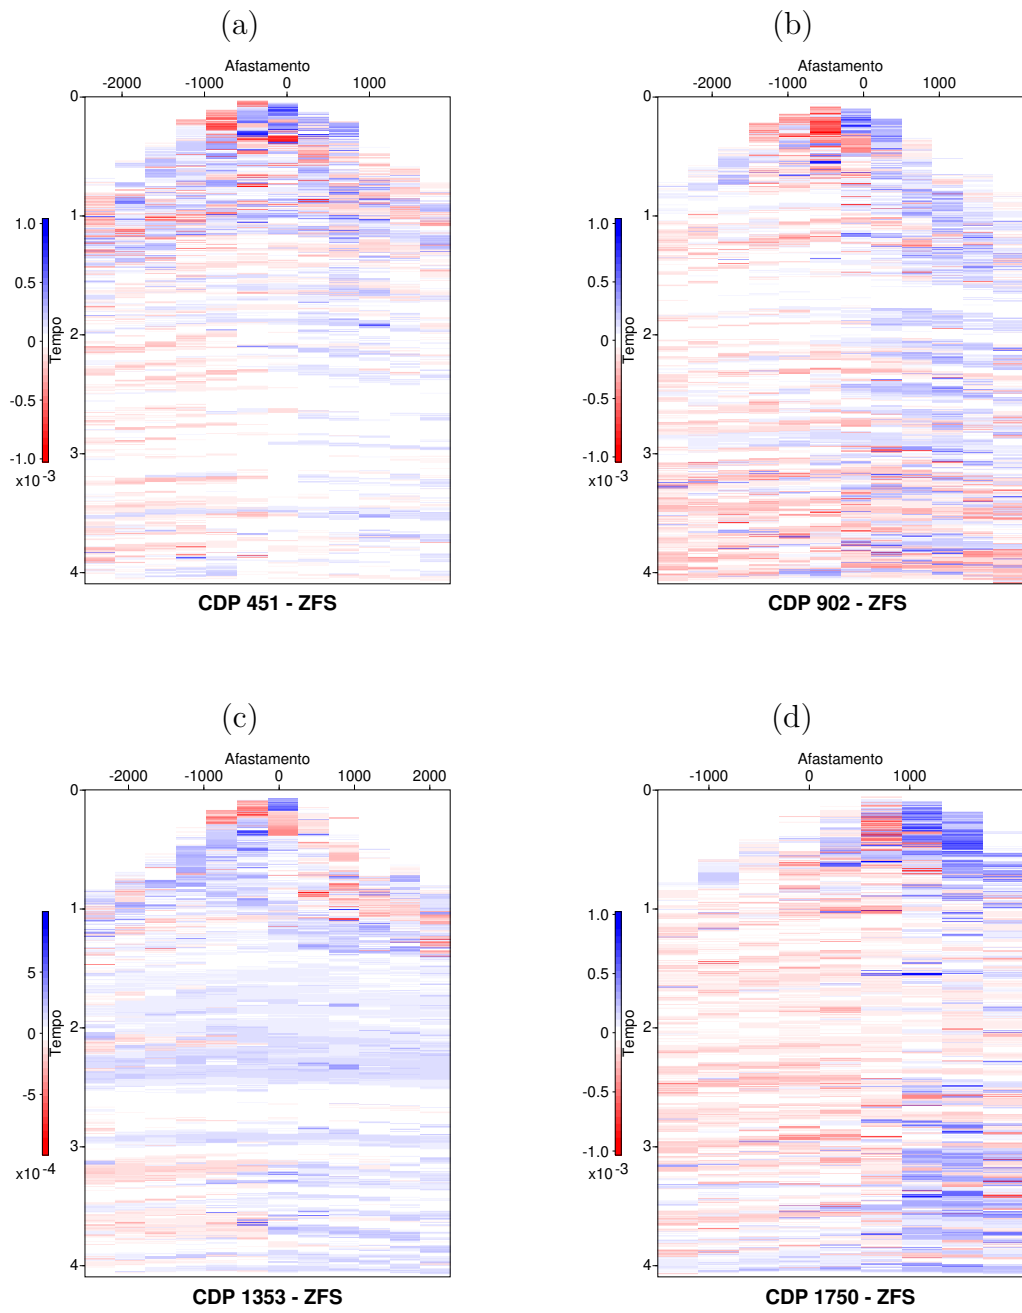 (a)
Afastamento
-2000 -1000 0 1000
0
1
2
3
4
Tempo
1.0
0.5
0
-0.5
-1.0
x10 -3
CDP 451 - ZFS
(b)
Afastamento
-2000 -1000 0 1000
0
1
2
3
4
Tempo
1.0
0.5
0
-0.5
-1.0
x10 -3
CDP 902 - ZFS
(c)
Afastamento
-2000 -1000 0 1000 2000
0
1
2
3
4
Tempo
5
0
-5
x10 -4
CDP 1353 - ZFS
(d)
Afastamento
-1000 0 1000
0
1
2
3
4
Tempo
1.0
0.5
0
-0.5
-1.0
x10 -3
CDP 1750 - ZFS